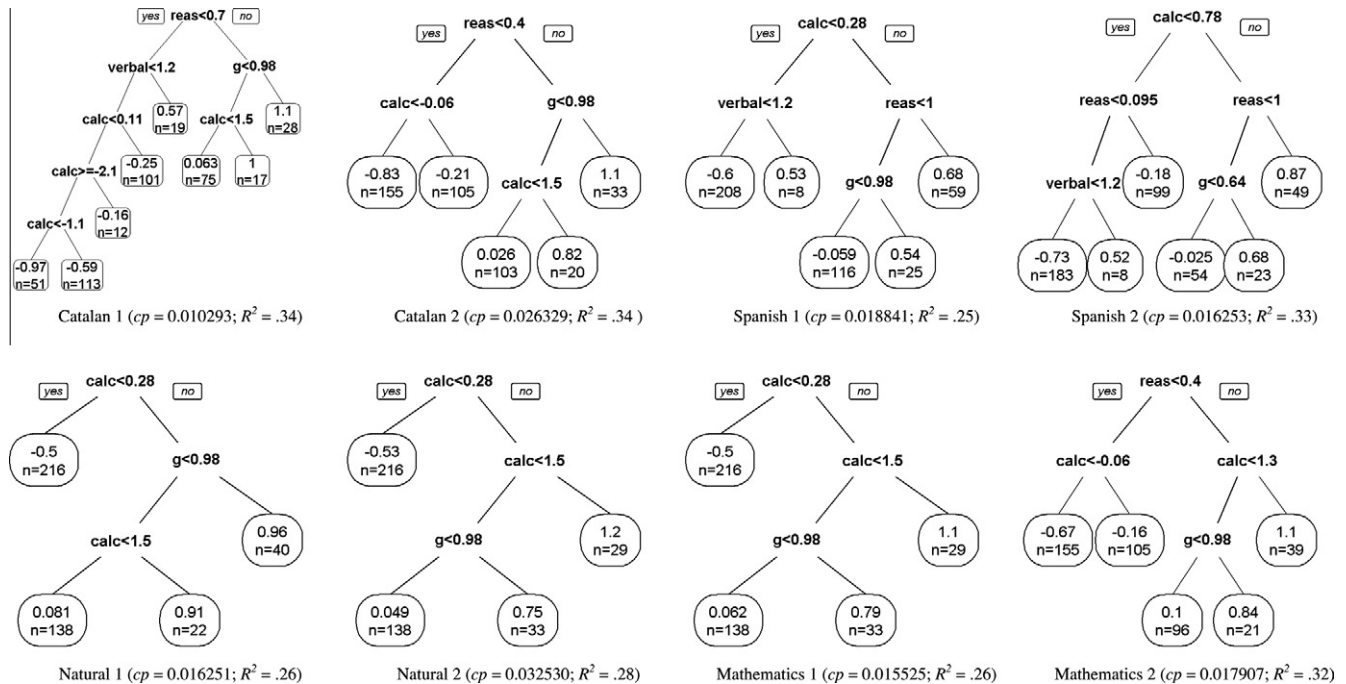 yes reas<0.7 no
verbal<1.2 g<0.98
calc<0.11 0.57 n=19 calc<1.5 1.1 n=28
calc>=-2.1 -0.25 n=101 0.063 n=75 1 n=17
calc<-1.1 -0.16 n=12
-0.97 n=51 -0.59 n=113
Catalan 1 (cp = 0.010293; R² = .34)
reas<0.4
yes no
calc<-0.06 g<0.98
-0.83 n=155 -0.21 n=105 calc<1.5 1.1 n=33
0.026 n=103 0.82 n=20
Catalan 2 (cp = 0.026329; R² = .34 )
calc<0.28
yes no
verbal<1.2 reas<1
-0.6 n=208 0.53 n=8 g<0.98 0.68 n=59
-0.059 n=116 0.54 n=25
Spanish 1 (cp = 0.018841; R² = .25)
calc<0.78
yes no
reas<0.095 reas<1
verbal<1.2 -0.18 n=99 g<0.64 0.87 n=49
-0.73 n=183 0.52 n=8 -0.025 n=54 0.68 n=23
Spanish 2 (cp = 0.016253; R² = .33)
yes calc<0.28 no
-0.5 n=216 g<0.98
calc<1.5 0.96 n=40
0.081 n=138 0.91 n=22
Natural 1 (cp = 0.016251; R² = .26)
yes calc<0.28 no
-0.53 n=216 calc<1.5
g<0.98 1.2 n=29
0.049 n=138 0.75 n=33
Natural 2 (cp = 0.032530; R² = .28)
yes calc<0.28 no
-0.5 n=216 calc<1.5
g<0.98 1.1 n=29
0.062 n=138 0.79 n=33
Mathematics 1 (cp = 0.015525; R² = .26)
yes reas<0.4 no
calc<-0.06 calc<1.3
-0.67 n=155 -0.16 n=105 g<0.98 1.1 n=39
0.1 n=96 0.84 n=21
Mathematics 2 (cp = 0.017907; R² = .32)